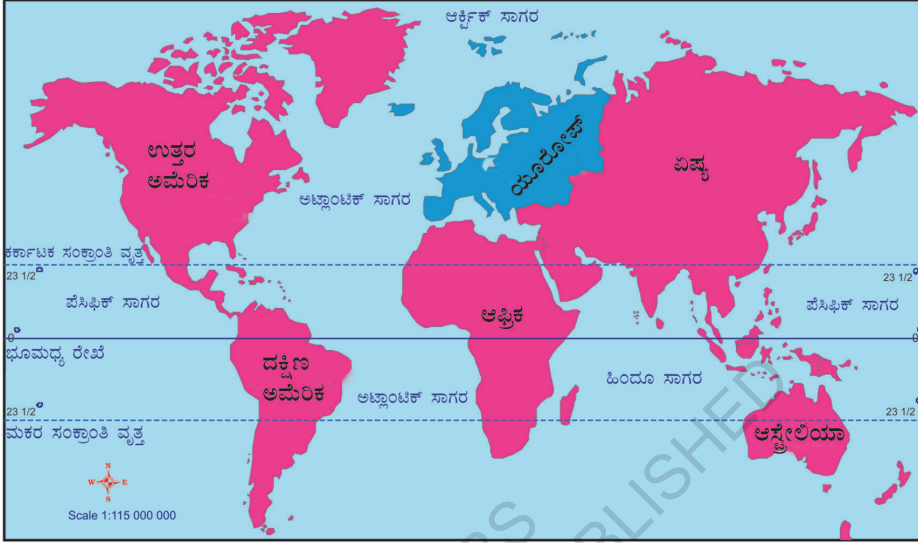 ಆರ್ಕ್ಟಿಕ್ ಸಾಗರ
ಉತ್ತರ
ಅಮೆರಿಕ
ಯೂರೋಪ್
ಏಷ್ಯ
ಅಟ್ಲಾಂಟಿಕ್ ಸಾಗರ
ಕರ್ಕಾಟಕ ಸಂಕ್ರಾಂತಿ ವೃತ್ತ
23 1/2°
23 1/2°
ಪೆಸಿಫಿಕ್ ಸಾಗರ
ಆಫ್ರಿಕ
ಪೆಸಿಫಿಕ್ ಸಾಗರ
0°
0°
ಭೂಮಧ್ಯ ರೇಖೆ
ದಕ್ಷಿಣ
ಅಮೆರಿಕ
ಅಟ್ಲಾಂಟಿಕ್ ಸಾಗರ
ಹಿಂದೂ ಸಾಗರ
23 1/2°
23 1/2°
ಮಕರ ಸಂಕ್ರಾಂತಿ ವೃತ್ತ
ಆಸ್ಟ್ರೇಲಿಯಾ
N
W E
S
Scale 1:115 000 000
PUBLISHED